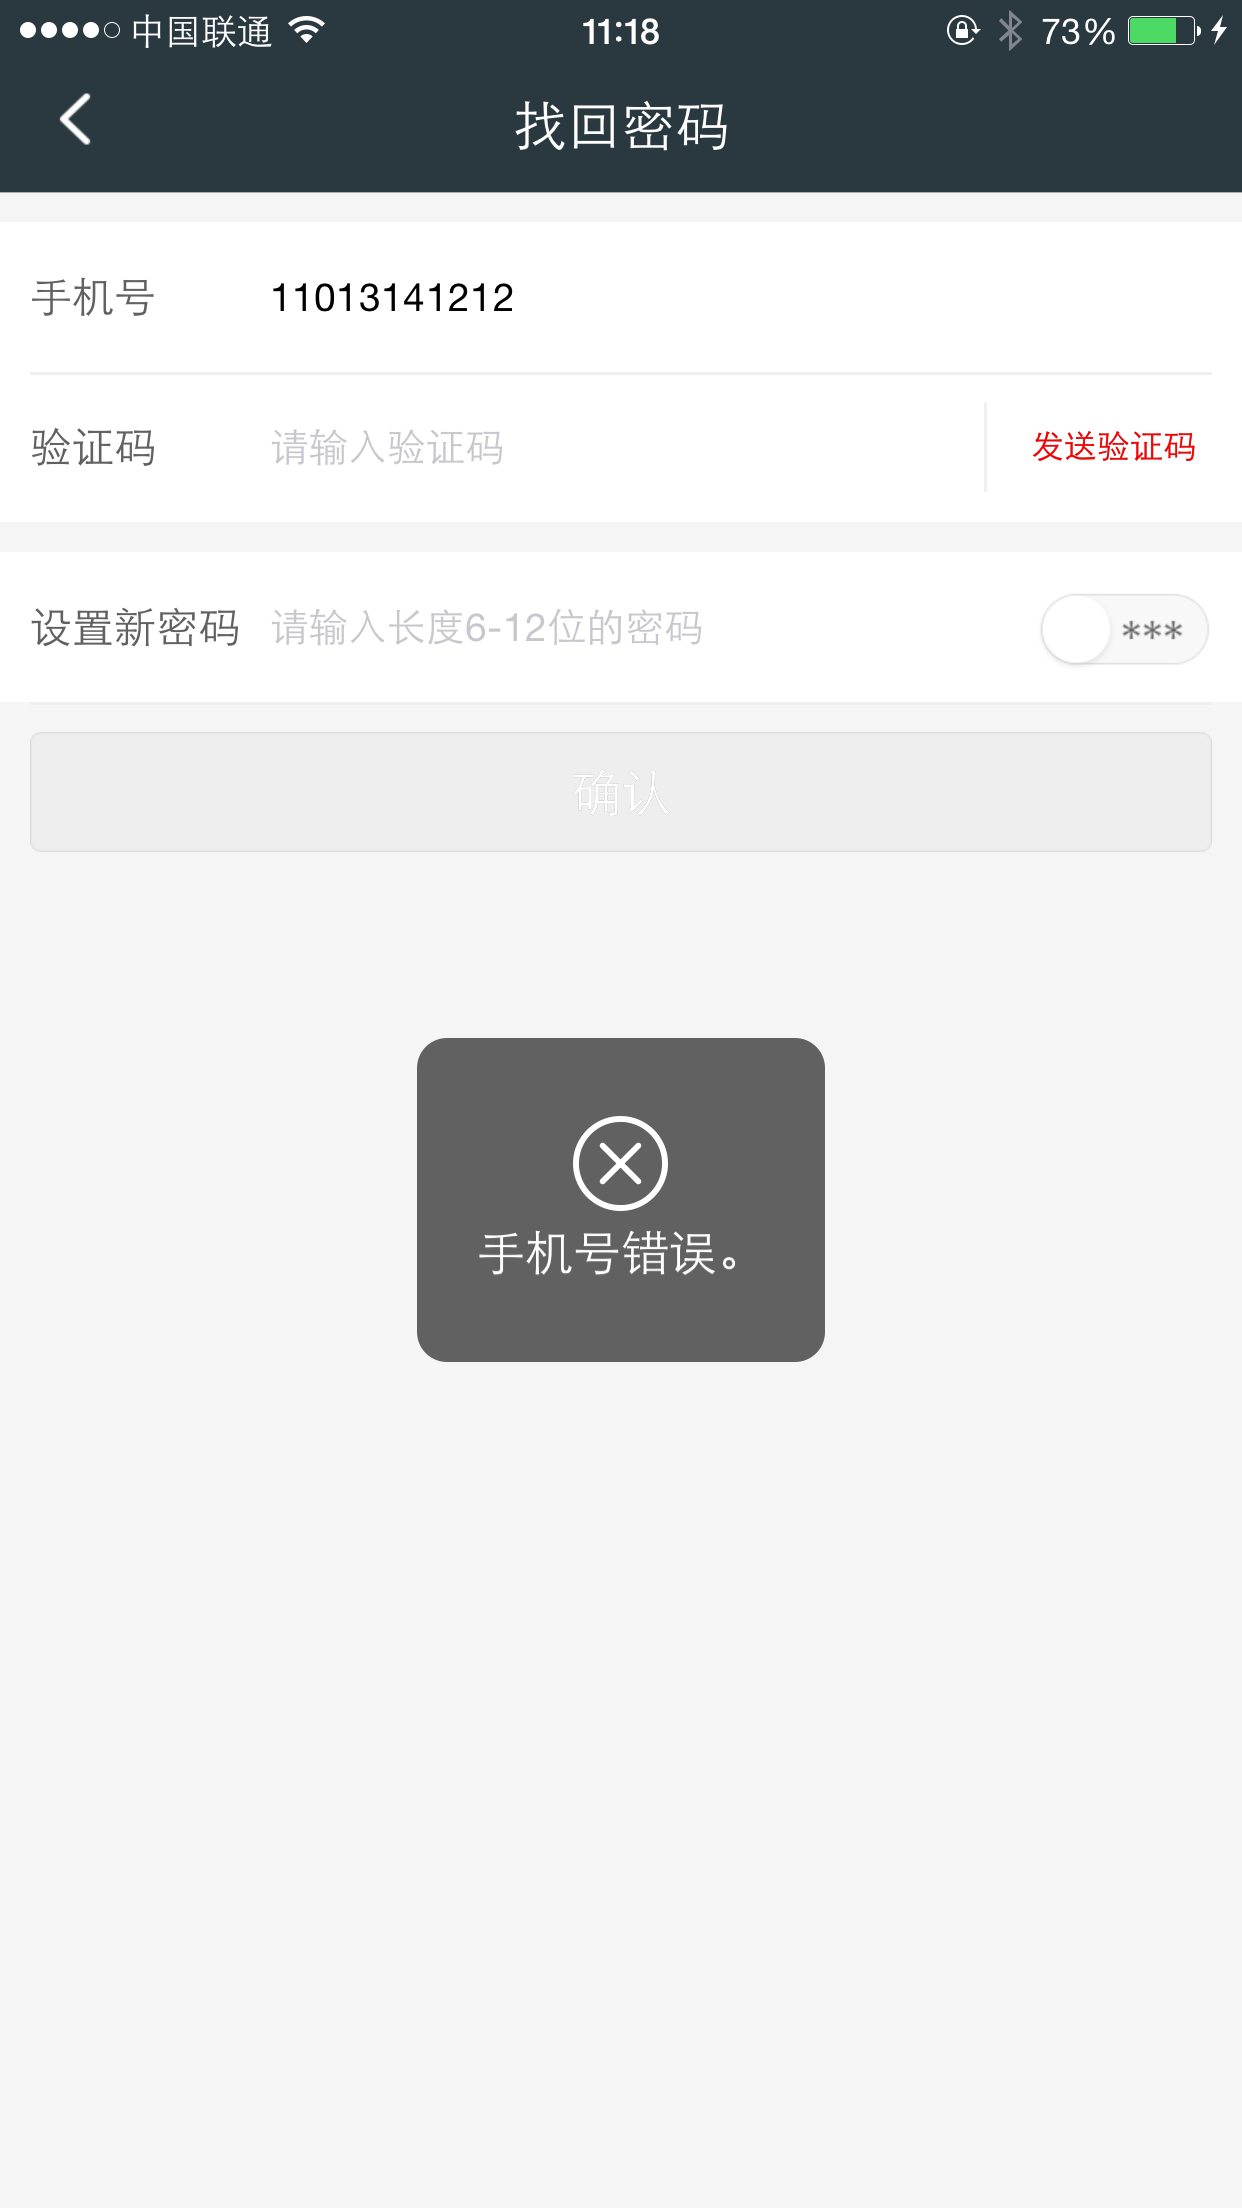 中国联通 11:18 73%
找回密码
手机号 11013141212
验证码 请输入验证码 发送验证码
设置新密码 请输入长度6-12位的密码 ***
确认
手机号错误。